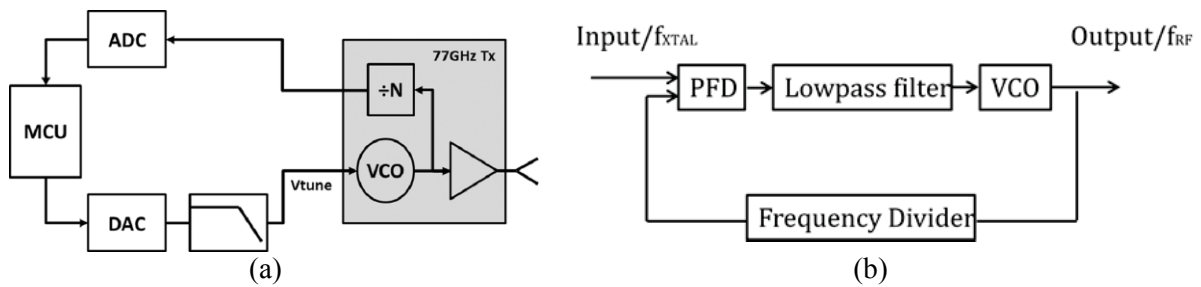 ADC
77GHz Tx
÷N
MCU
VCO
Vtune
DAC
(a)
Input/fXTAL
Output/fRF
PFD
Lowpass filter
VCO
Frequency Divider
(b)